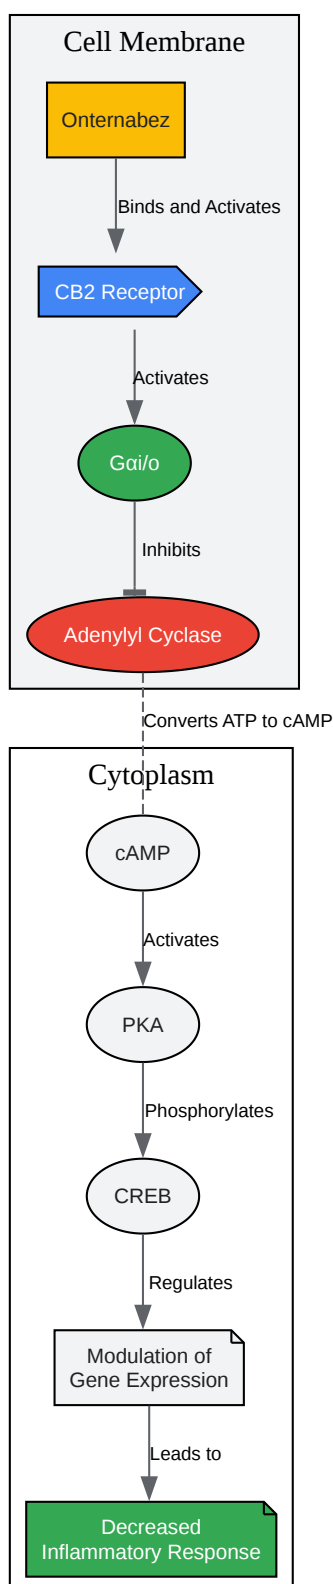 Cell Membrane
Onternabez
Binds and Activates
CB2 Receptor
Activates
Gαi/o
Inhibits
Adenylyl Cyclase
Converts ATP to cAMP
Cytoplasm
cAMP
Activates
PKA
Phosphorylates
CREB
Regulates
Modulation of
Gene Expression
Leads to
Decreased
Inflammatory Response